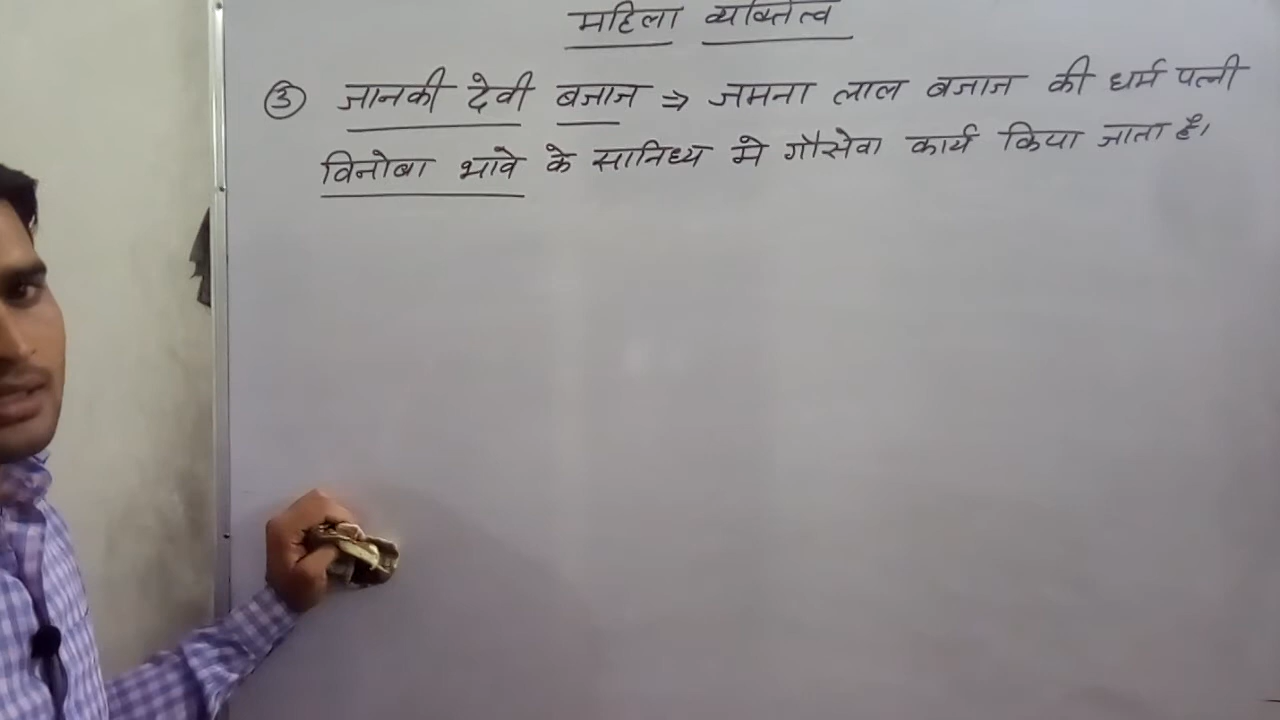 महिला व्यक्तित्व
③ जानकी देवी बजाज ⇒ जमना लाल बजाज की धर्म पत्नी
विनोबा भावे के सानिध्य मे गौसेवा कार्य किया जाता है।